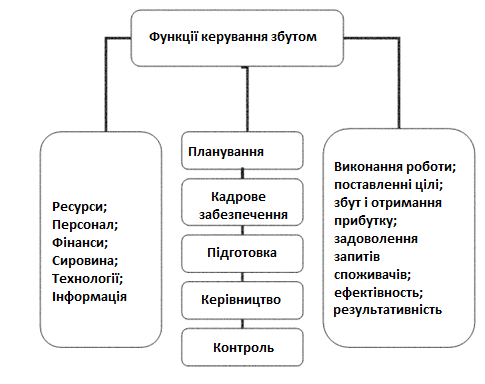 Функції керування збутом
Ресурси;
Персонал;
Фінанси;
Сировина;
Технології;
Інформація
Планування
Кадрове
забезпечення
Підготовка
Керівництво
Контроль
Виконання роботи;
поставленні цілі;
збут і отримання
прибутку;
задоволення
запитів
споживачів;
ефектівность;
результативність